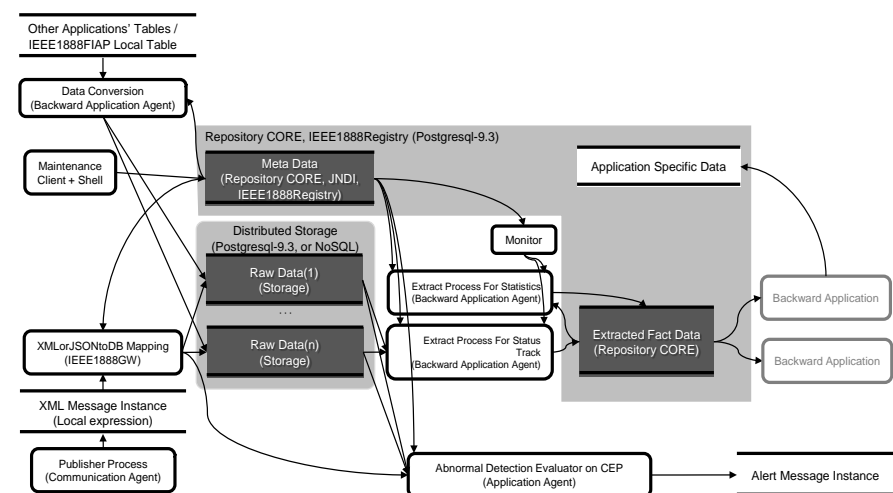 Other Applications' Tables /
IEEE1888FIAP Local Table
Data Conversion
(Backward Application Agent)
Repository CORE, IEEE1888Registry (Postgresql-9.3)
Maintenance
Client + Shell
Meta Data
(Repository CORE, JNDI,
IEEE1888Registry)
Application Specific Data
Distributed Storage
(Postgresql-9.3, or NoSQL)
Monitor
Raw Data(1)
(Storage)
...
Extract Process For Statistics
(Backward Application Agent)
Backward Application
XMLorJSONtoDB Mapping
(IEEE1888GW)
Raw Data(n)
(Storage)
Extract Process For Status
Track
(Backward Application Agent)
Extracted Fact Data
(Repository CORE)
Backward Application
XML Message Instance
(Local expression)
Publisher Process
(Communication Agent)
Abnormal Detection Evaluator on CEP
(Application Agent)
Alert Message Instance